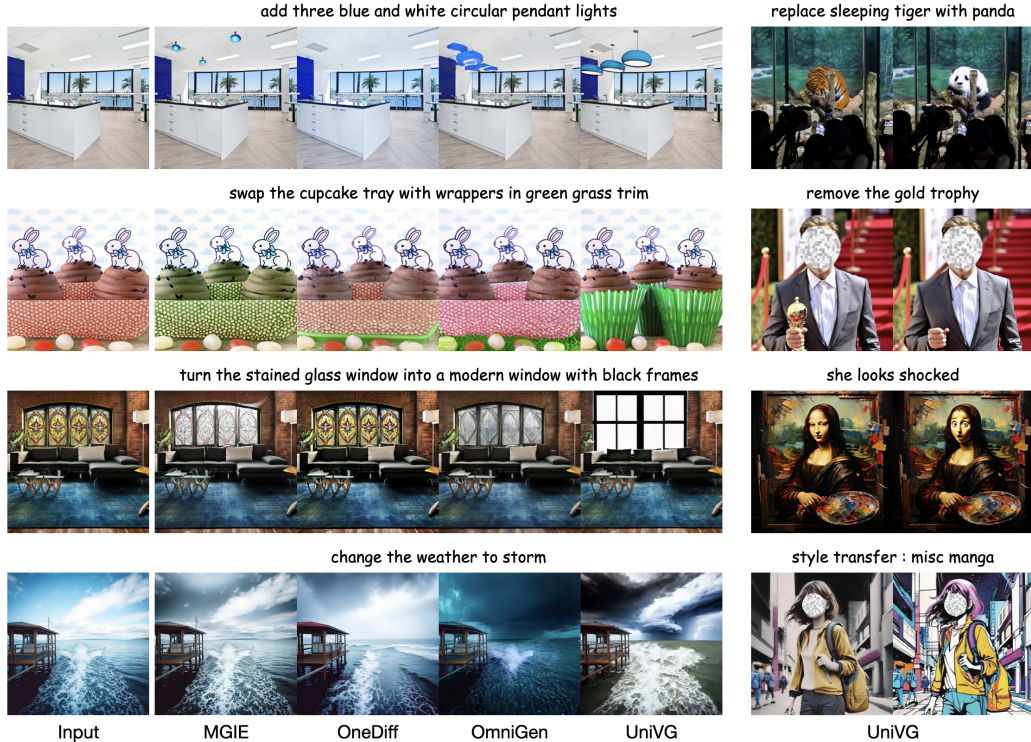 add three blue and white circular pendant lights
replace sleeping tiger with panda
swap the cupcake tray with wrappers in green grass trim
remove the gold trophy
turn the stained glass window into a modern window with black frames
she looks shocked
change the weather to storm
style transfer : misc manga
Input
MGIE
OneDiff
OmniGen
UniVG
UniVG